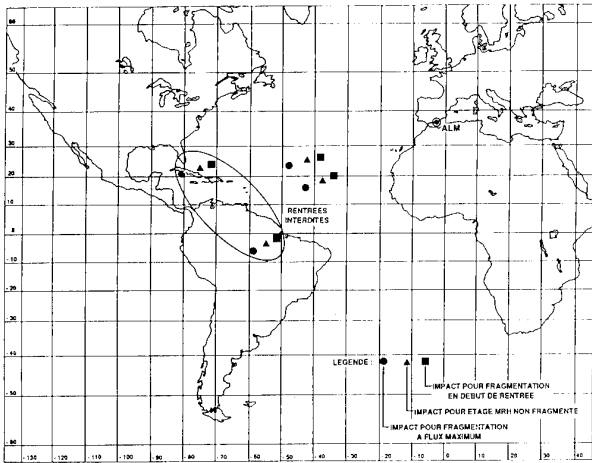 80
50
40
30
20
10
0
-10
-20
-30
-40
-50
-130 -120 -110 -100 -90 -80 -70 -60 -50 -40 -30 -20 -10 0 10 20 30 40
ALM
RENTREES
INTERDITES
LEGENDE :
IMPACT POUR FRAGMENTATION
EN DEBUT DE RENTREE
IMPACT POUR ETAGE MRH NON FRAGMENTE
IMPACT POUR FRAGMENTATION
A FLUX MAXIMUM